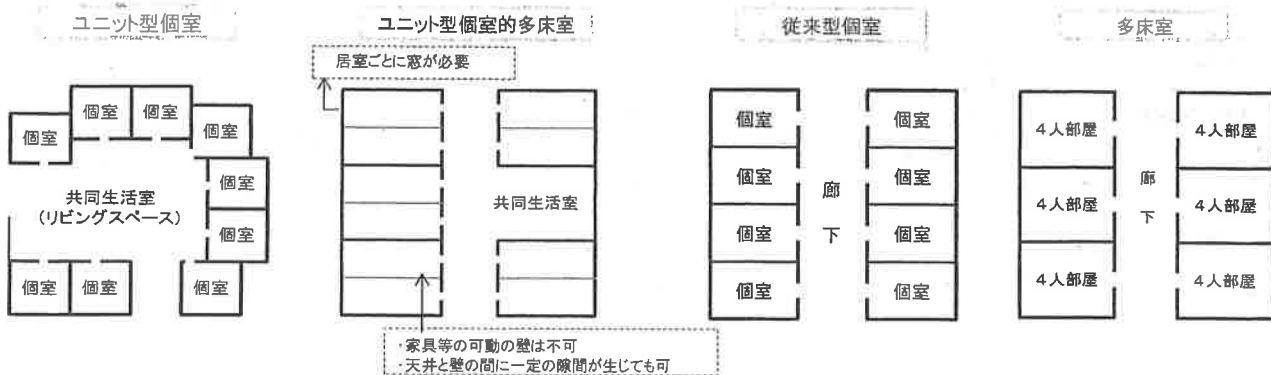 ユニット型個室
ユニット型個室的多床室
従来型個室
多床室
居室ごとに窓が必要
個室
個室
個室
個室
個室
個室
個室
個室
個室
共同生活室
(リビングスペース)
共同生活室
・家具等の可動の壁は不可
・天井と壁の間に一定の隙間が生じても可
個室
個室
個室
個室
個室
個室
個室
個室
廊
下
4人部屋
4人部屋
4人部屋
4人部屋
4人部屋
4人部屋
廊
下